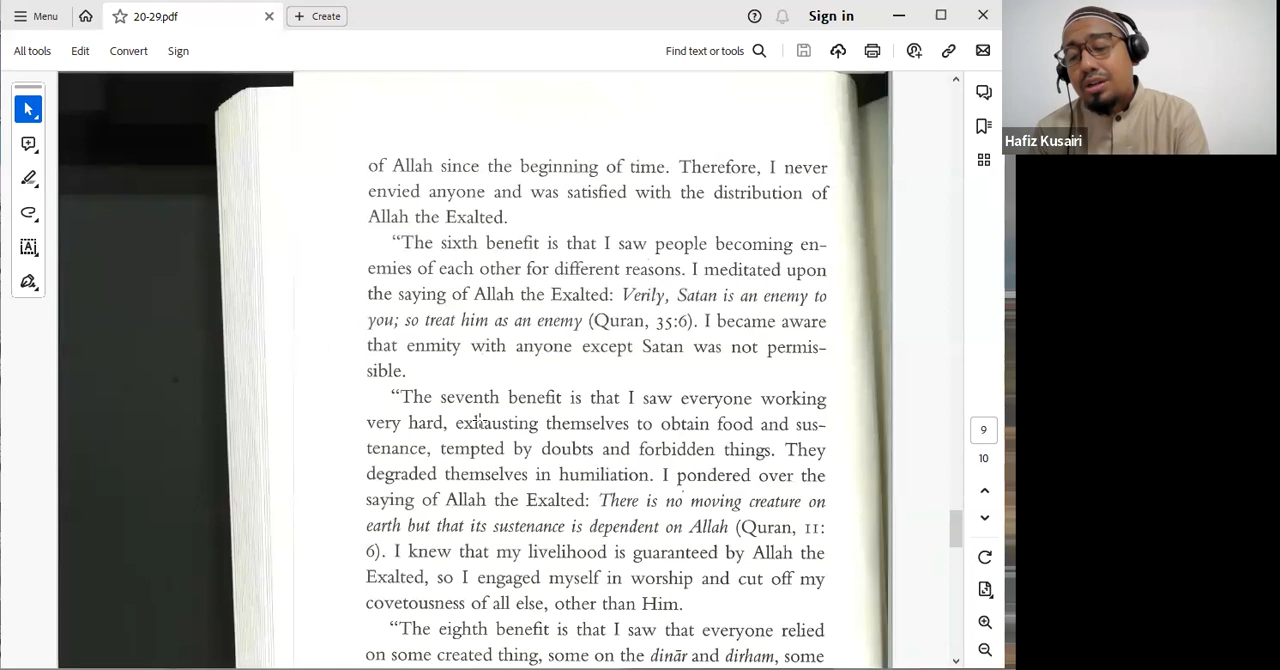 Menu
20-29.pdf
Create
Sign in
All tools
Edit
Convert
Sign
Find text or tools
of Allah since the beginning of time. Therefore, I never
envied anyone and was satisfied with the distribution of
Allah the Exalted.
“The sixth benefit is that I saw people becoming en-
emies of each other for different reasons. I meditated upon
the saying of Allah the Exalted: Verily, Satan is an enemy to
you; so treat him as an enemy (Quran, 35:6). I became aware
that enmity with anyone except Satan was not permis-
sible.
“The seventh benefit is that I saw everyone working
very hard, exhausting themselves to obtain food and sus-
tenance, tempted by doubts and forbidden things. They
degraded themselves in humiliation. I pondered over the
saying of Allah the Exalted: There is no moving creature on
earth but that its sustenance is dependent on Allah (Quran, 11:
6). I knew that my livelihood is guaranteed by Allah the
Exalted, so I engaged myself in worship and cut off my
covetousness of all else, other than Him.
“The eighth benefit is that I saw that everyone relied
on some created thing, some on the dinār and dirham, some
9
10
Hafiz Kusairi